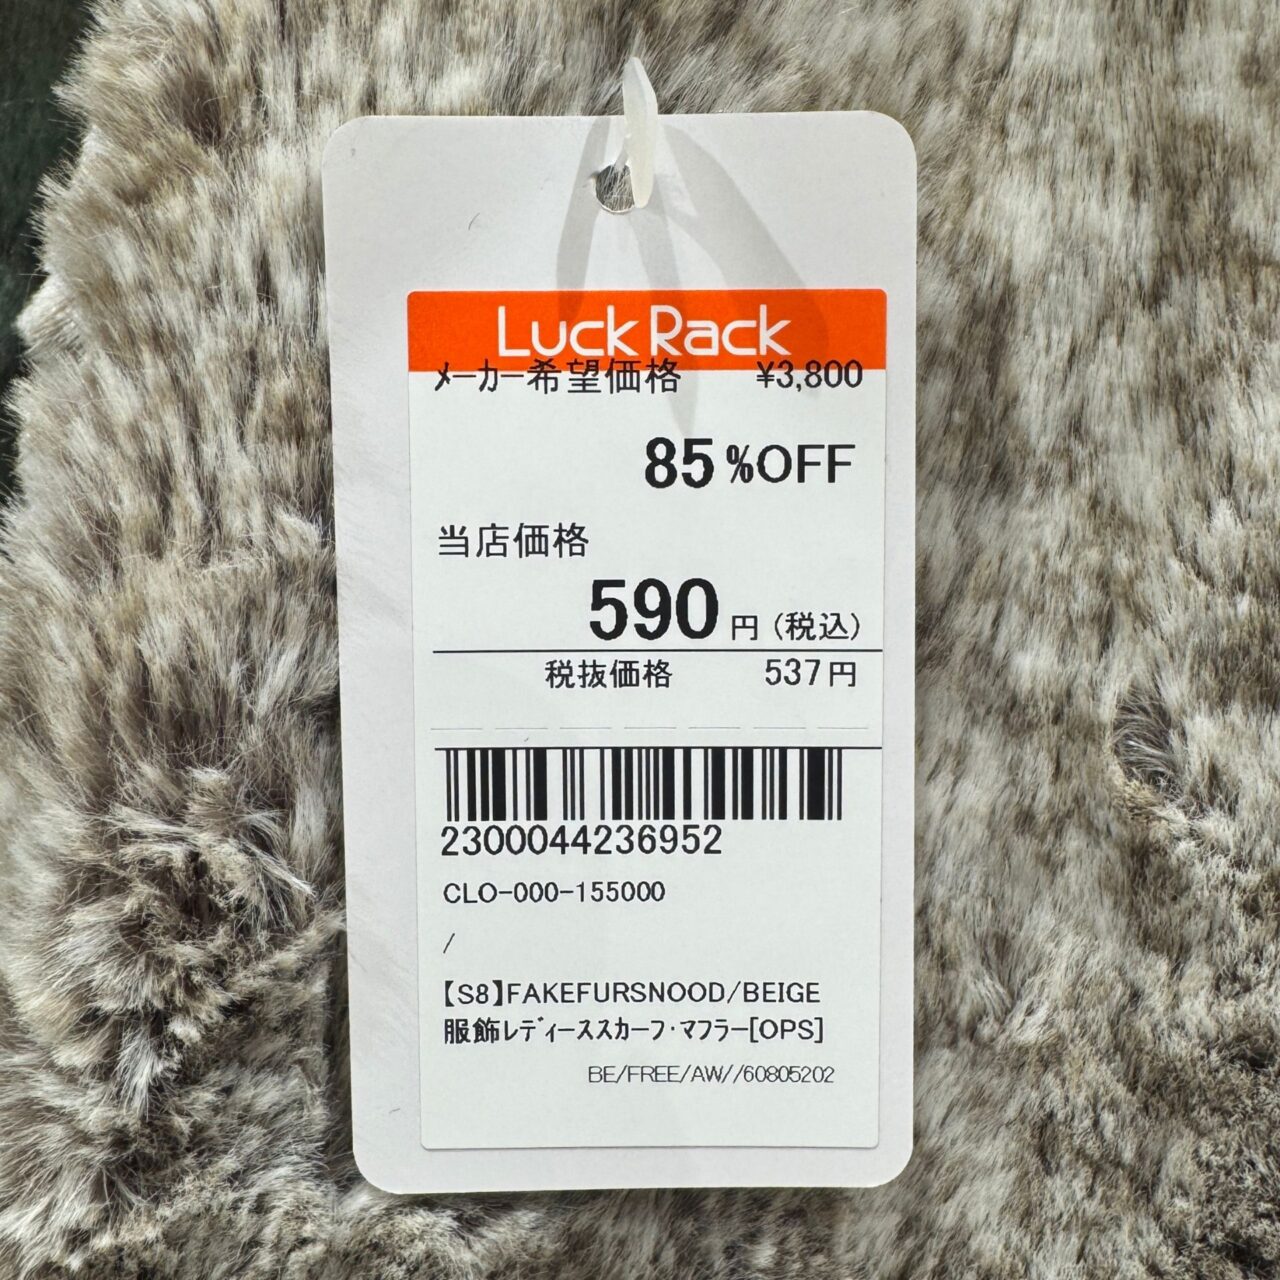 Luck Rack
メーカー希望価格 ¥3,800
85%OFF
当店価格
590円(税込)
税抜価格 537円
2300044236952
CLO-000-155000
/
【S8】FAKEFURSNOOD/BEIGE
服飾レディーススカーフ・マフラー[OPS]
BE/FREE/AW//60805202